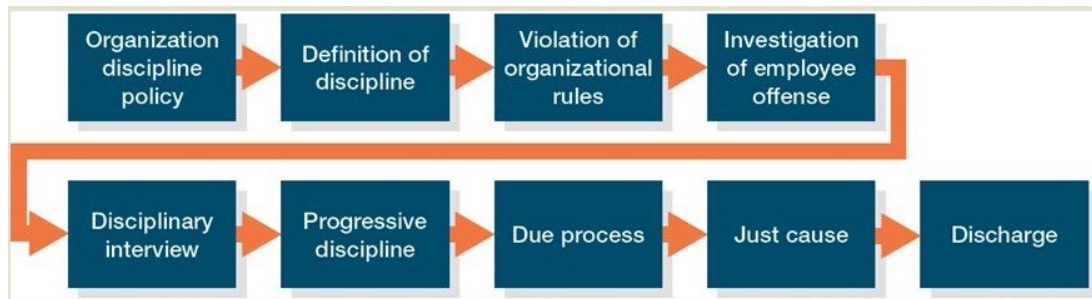 Organization
discipline
policy
Definition of
discipline
Violation of
organizational
rules
Investigation
of employee
offense
Disciplinary
interview
Progressive
discipline
Due process
Just cause
Discharge